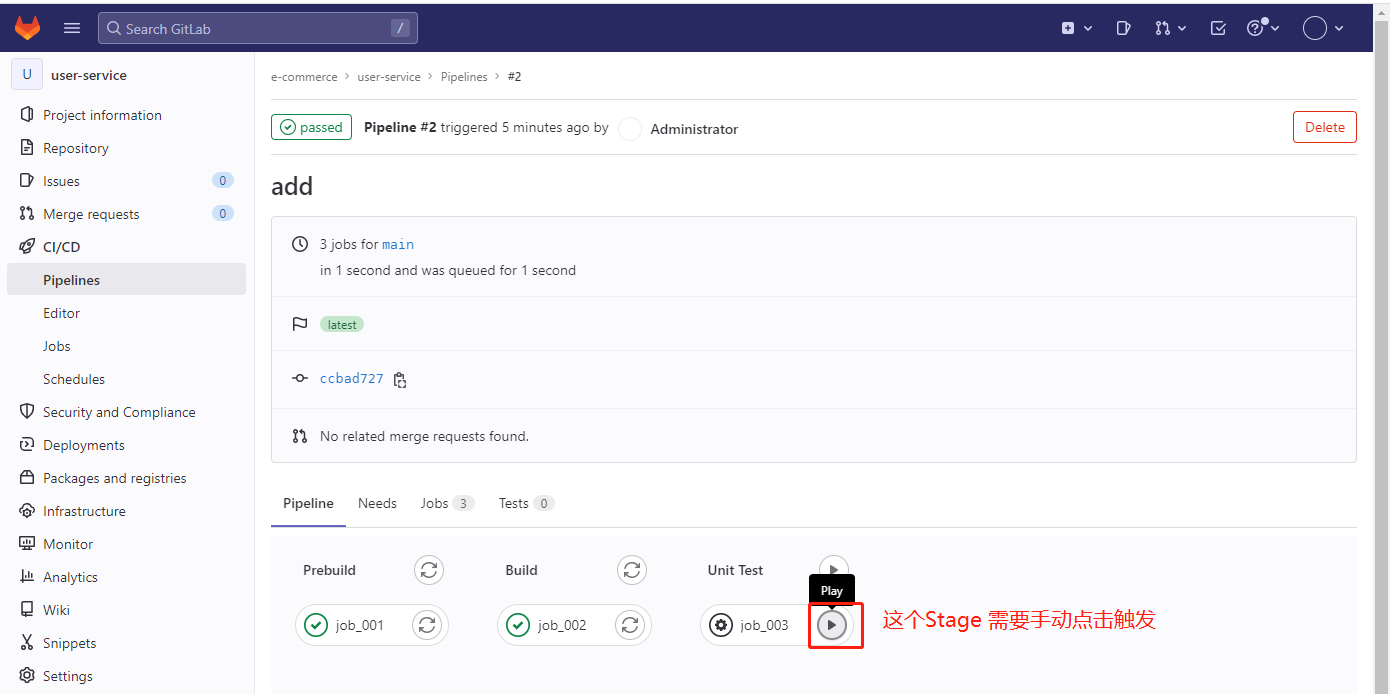 Search GitLab /
U user-service
Project information
Repository
Issues 0
Merge requests 0
CI/CD
Pipelines
Editor
Jobs
Schedules
Security and Compliance
Deployments
Packages and registries
Infrastructure
Monitor
Analytics
Wiki
Snippets
Settings
e-commerce > user-service > Pipelines > #2
passed Pipeline #2 triggered 5 minutes ago by Administrator Delete
add
3 jobs for main
in 1 second and was queued for 1 second
latest
ccbad727
No related merge requests found.
Pipeline Needs Jobs 3 Tests 0
Prebuild Build Unit Test
Play
job_001 job_002 job_003 这个Stage 需要手动点击触发